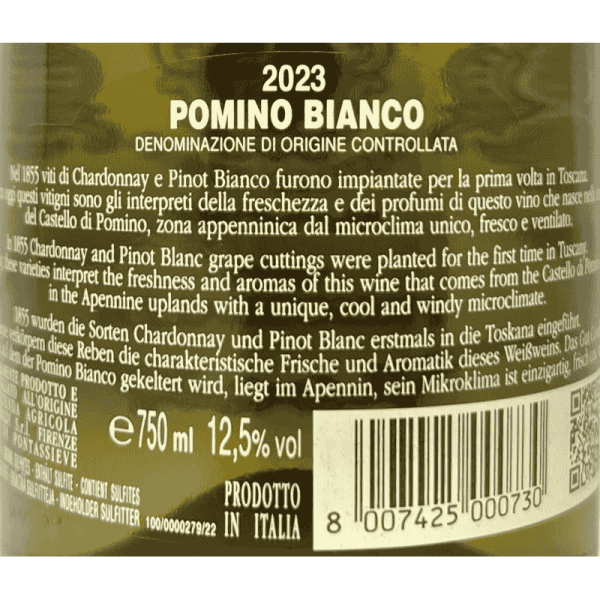 2023
POMINO BIANCO
DENOMINAZIONE DI ORIGINE CONTROLLATA
Nel 1855 viti di Chardonnay e Pinot Bianco furono impiantate per la prima volta in Toscana.
oggi questi vitigni sono gli interpreti della freschezza e dei profumi di questo vino che nasce
del Castello di Pomino, zona appenninica dal microclima unico, fresco e ventilato.
In 1855 Chardonnay and Pinot Blanc grape cuttings were planted for the first time in Tuscany.
these varieties interpret the freshness and aromas of this wine that comes from the Castello di
in the Apennine uplands with a unique, cool and windy microclimate.
1855 wurden die Sorten Chardonnay und Pinot Blanc erstmals in die Toskana eingeführt.
verkörpern diese Reben die charakteristische Frische und Aromatik dieses Weißweins. Das
dem der Pomino Bianco gekeltert wird, liegt im Apennin, sein Mikroklima ist einzigartig, frisch
PRODOTTO E
ALL'ORIGINE
AGRICOLA
S.r.l. FIRENZE
PONTASSIEVE
e 750 ml 12,5% vol
- ENTHÄLT SULFITE - CONTIENT SULFITES
- INDEHOLDER SULFITTER 100/0000279/22
PRODOTTO
IN ITALIA
8 007425 000730